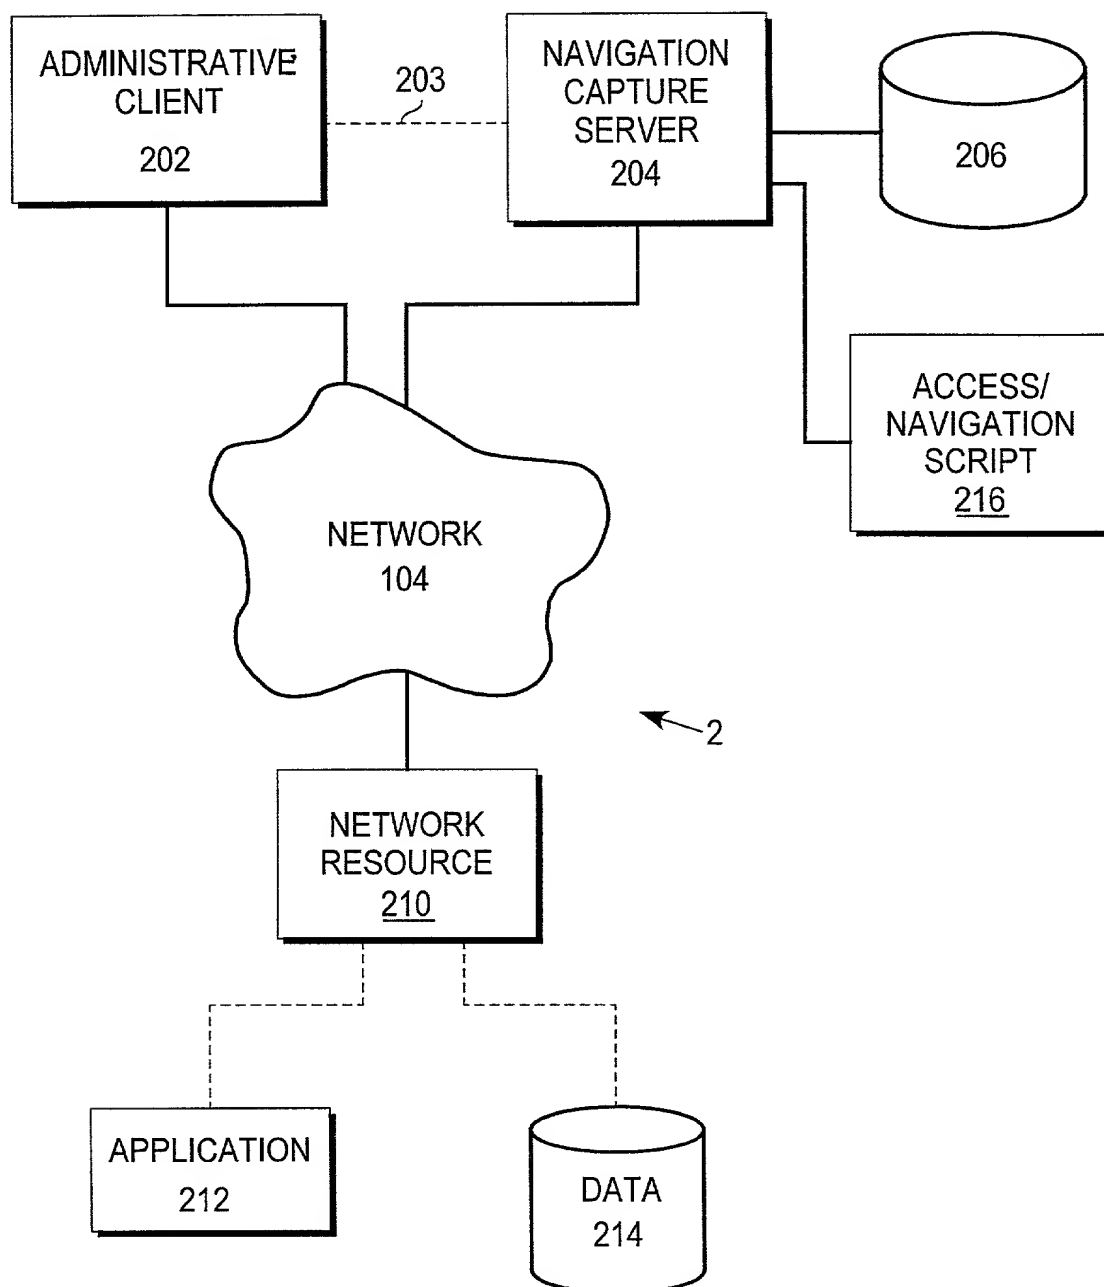 ADMINISTRATIVE
CLIENT
202
203
NAVIGATION
CAPTURE
SERVER
204
206
ACCESS/
NAVIGATION
SCRIPT
216
NETWORK
104
2
NETWORK
RESOURCE
210
APPLICATION
212
DATA
214